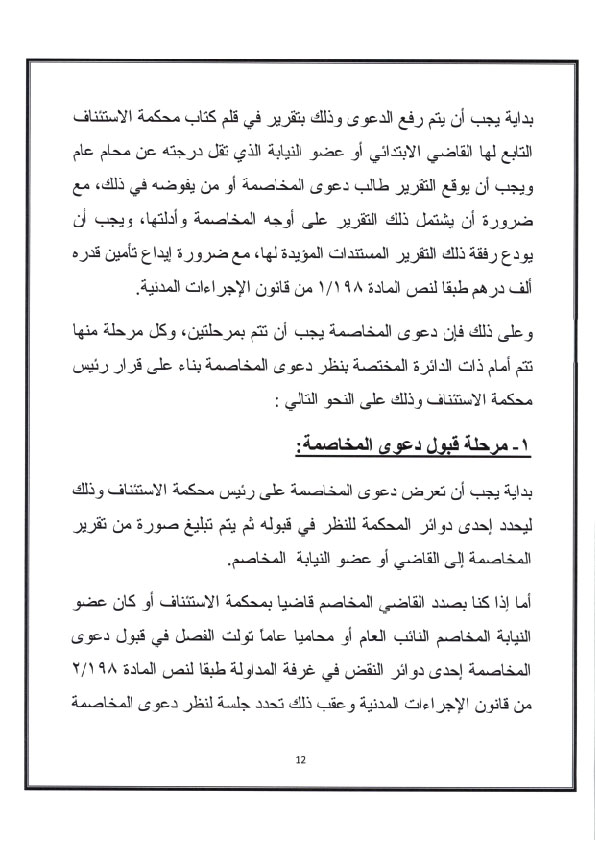 بداية يجب أن يتم رفع الدعوى وذلك بتقرير في قلم كتاب محكمة الاستئناف
التابع لها القاضي الابتدائي أو عضو النيابة الذي تقل درجته عن محام عام
ويجب أن يوقع التقرير طالب دعوى المخاصمة أو من يفوضه في ذلك، مع
ضرورة أن يشتمل ذلك التقرير على أوجه المخاصمة وأدلتها، ويجب أن
يودع رفقة ذلك التقرير المستندات المؤيدة لها، مع ضرورة إيداع تأمين قدره
ألف درهم طبقا لنص المادة ١/١٩٨ من قانون الإجراءات المدنية.
وعلى ذلك فإن دعوى المخاصمة يجب أن تتم بمرحلتين، وكل مرحلة منها
تتم أمام ذات الدائرة المختصة بنظر دعوى المخاصمة بناء على قرار رئيس
محكمة الاستئناف وذلك على النحو التالي :
١- مرحلة قبول دعوى المخاصمة:
بداية يجب أن تعرض دعوى المخاصمة على رئيس محكمة الاستئناف وذلك
ليحدد إحدى دوائر المحكمة للنظر في قبوله ثم يتم تبليغ صورة من تقرير
المخاصمة إلى القاضي أو عضو النيابة المخاصم.
أما إذا كنا بصدد القاضي المخاصم قاضيا بمحكمة الاستئناف أو كان عضو
النيابة المخاصم النائب العام أو محاميا عاماً تولت الفصل في قبول دعوى
المخاصمة إحدى دوائر النقض في غرفة المداولة طبقا لنص المادة ٢/١٩٨
من قانون الإجراءات المدنية وعقب ذلك تحدد جلسة لنظر دعوى المخاصمة
12